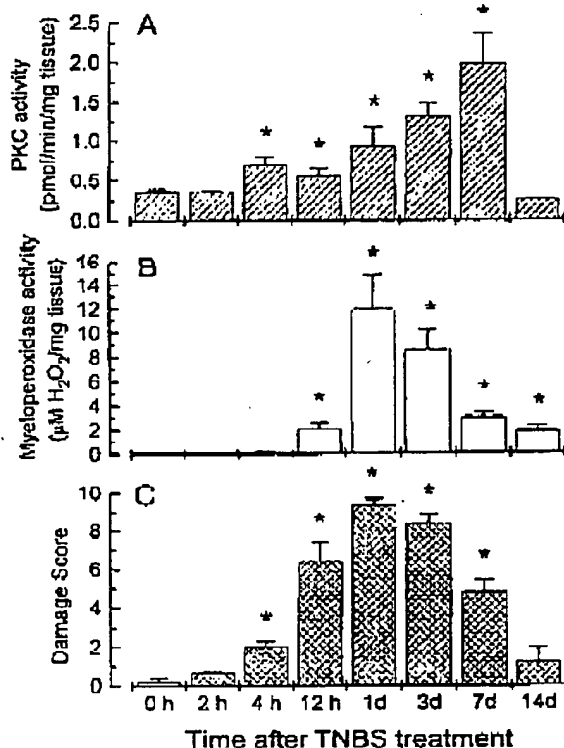 A
PKC activity
(pmol/min/mg tissue)
2.5
2.0
1.5
1.0
0.5
0.0
* * * * *
B
Myeloperoxidase activity
(µM H₂O₂/mg tissue)
16
14
12
10
8
6
4
2
0
* * * * *
C
Damage Score
10
8
6
4
2
0
* * * * *
0 h 2 h 4 h 12 h 1d 3d 7d 14d
Time after TNBS treatment